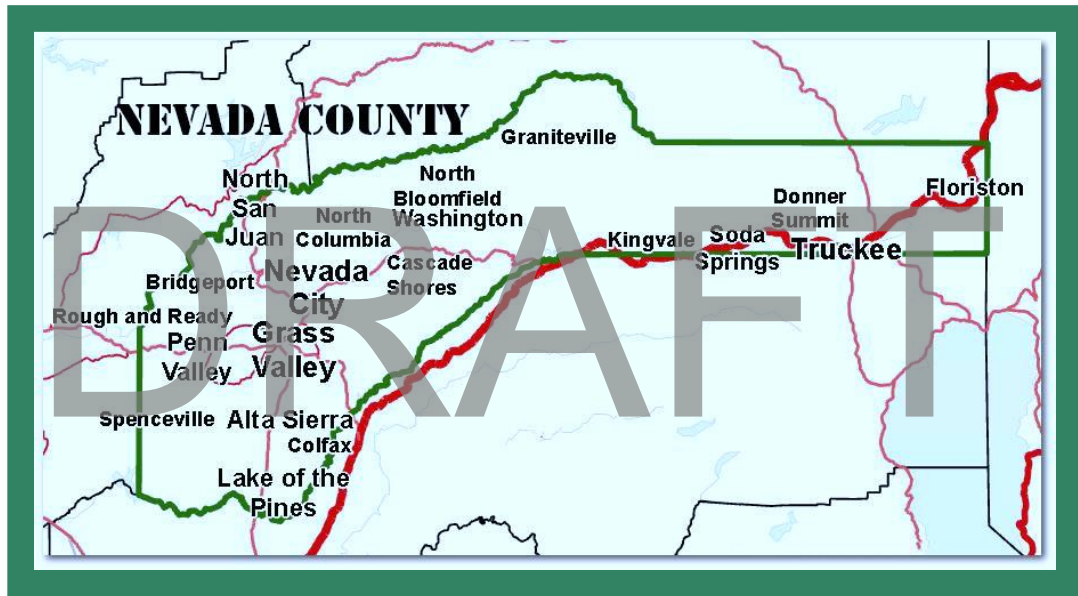 NEVADA COUNTY
Graniteville
North
Bloomfield
Washington
North
San
Juan
North
Columbia
Donner
Summit
Floriston
Kingvale
Soda
Springs
Truckee
Nevada
City
Cascade
Shores
Bridgeport
Rough and Ready
Penn
Valley
Grass
Valley
Spenceville
Alta Sierra
Colfax
Lake of the
Pines
DRAFT